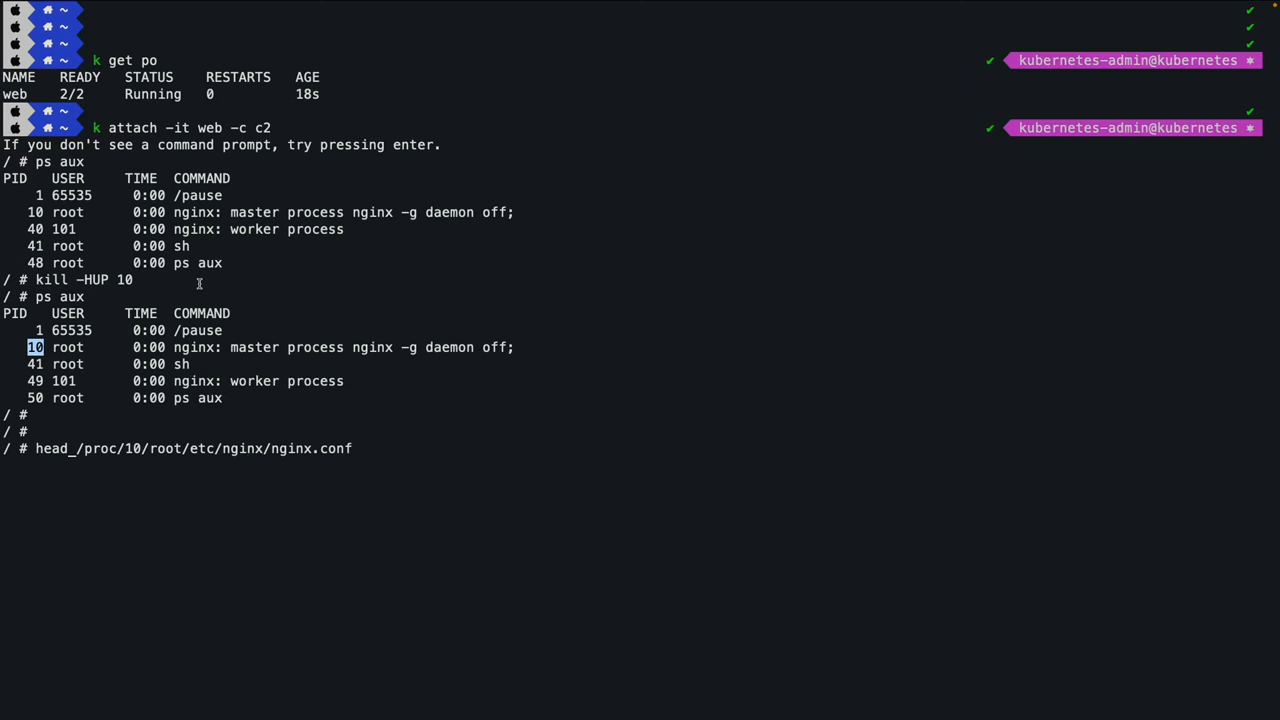 ~
~
~
~ k get po ✔ kubernetes-admin@kubernetes
NAME READY STATUS RESTARTS AGE
web 2/2 Running 0 18s
~
~ k attach -it web -c c2 ✔ kubernetes-admin@kubernetes
If you don't see a command prompt, try pressing enter.
/ # ps aux
PID USER TIME COMMAND
1 65535 0:00 /pause
10 root 0:00 nginx: master process nginx -g daemon off;
40 101 0:00 nginx: worker process
41 root 0:00 sh
48 root 0:00 ps aux
/ # kill -HUP 10
/ # ps aux
PID USER TIME COMMAND
1 65535 0:00 /pause
10 root 0:00 nginx: master process nginx -g daemon off;
41 root 0:00 sh
49 101 0:00 nginx: worker process
50 root 0:00 ps aux
/ #
/ #
/ # head_/proc/10/root/etc/nginx/nginx.conf